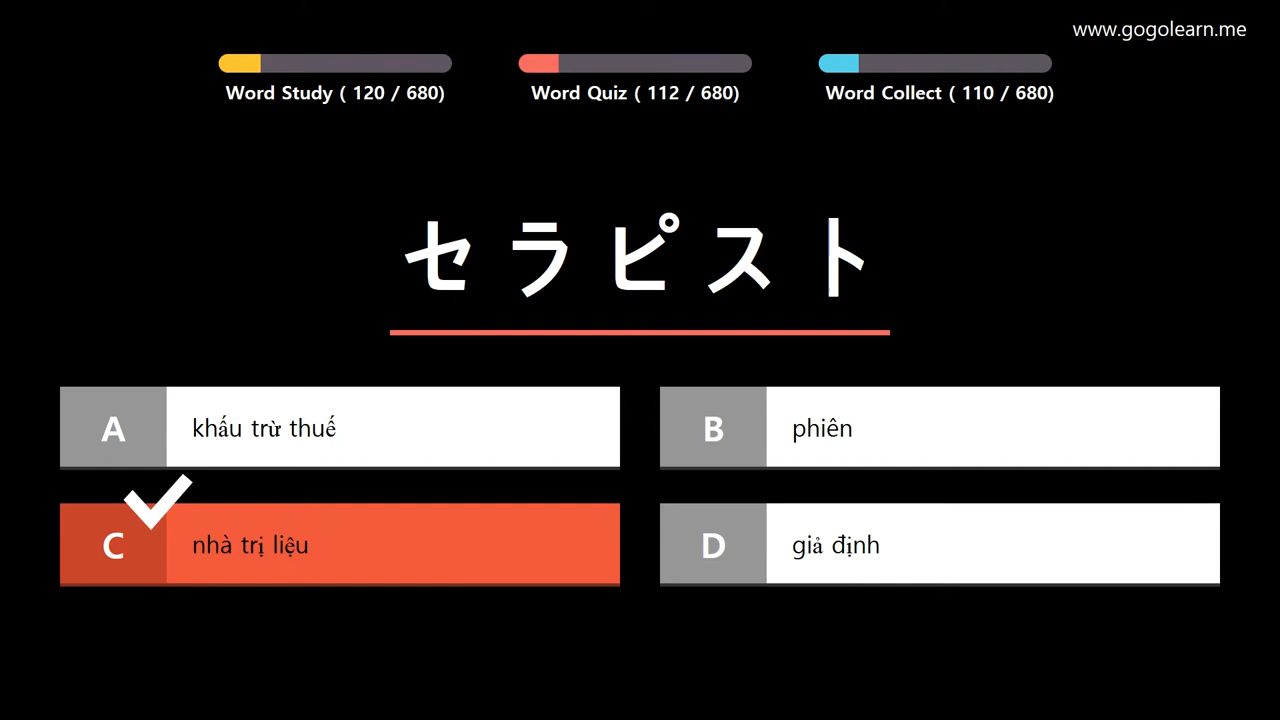 www.gogolearn.me
Word Study ( 120 / 680)
Word Quiz ( 112 / 680)
Word Collect ( 110 / 680)
セラピスト
A khấu trừ thuế
B phiên
C nhà trị liệu
D giả định